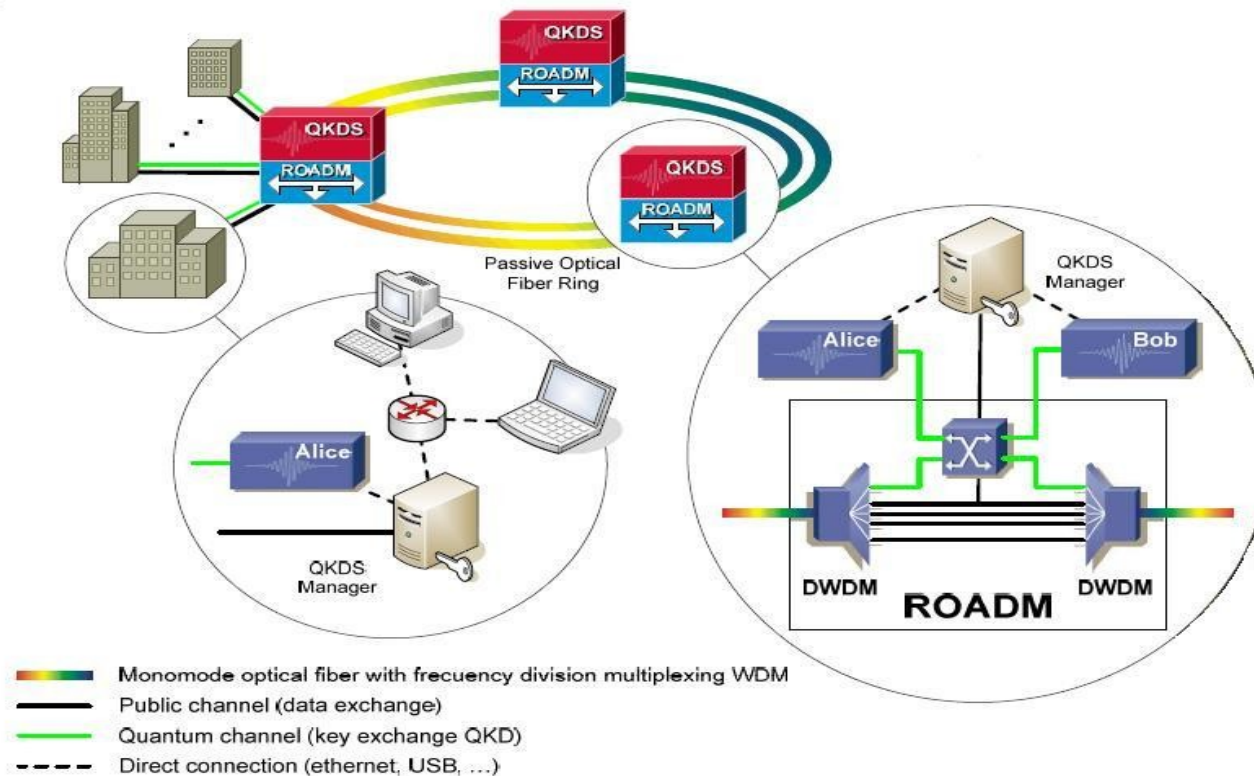 QKDS
ROADM
QKDS
ROADM
QKDS
ROADM
Passive Optical
Fiber Ring
QKDS
Manager
Alice
Bob
Alice
QKDS
Manager
DWDM
DWDM
ROADM
Monomode optical fiber with frecuency division multiplexing WDM
Public channel (data exchange)
Quantum channel (key exchange QKD)
Direct connection (ethernet, USB, ...)